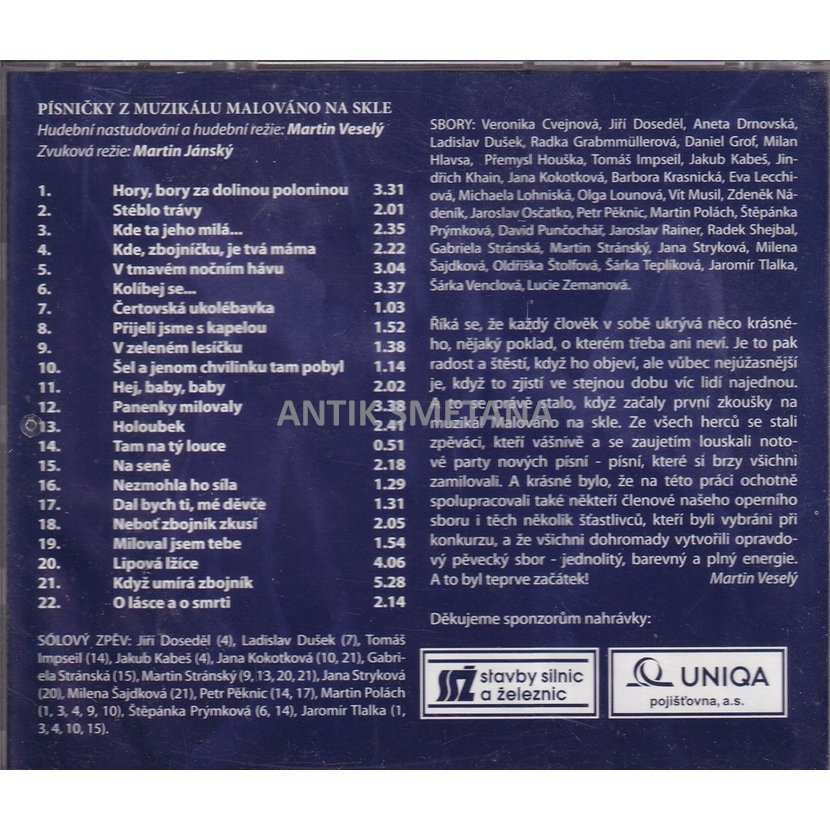 PÍSNIČKY Z MUZIKÁLU MALOVÁNO NA SKLE
Hudební nastudování a hudební režie: Martin Veselý
Zvuková režie: Martin Jánský
1. Hory, bory za dolinou poloninou 3.31
2. Stéblo trávy 2.01
3. Kde ta jeho milá... 2.35
4. Kde, zbojníčku, je tvá máma 2.22
5. V tmavém nočním hávu 3.04
6. Kolíbej se... 3.37
7. Čertovská ukolébavka 1.03
8. Přijeli jsme s kapelou 1.52
9. V zeleném lesíčku 1.38
10. Šel a jenom chvilinku tam pobyl 1.14
11. Hej, baby, baby 2.02
12. Panenky milovaly 3.38
13. Holoubek 2.41
14. Tam na tý louce 0.51
15. Na seně 2.18
16. Nezmohla ho síla 1.29
17. Dal bych ti, mé děvče 1.31
18. Neboť zbojník zkusí 2.05
19. Miloval jsem tebe 1.54
20. Lipová lžíce 4.06
21. Když umírá zbojník 5.28
22. O lásce a o smrti 2.14
SÓLOVÝ ZPĚV: Jiří Doseděl (4), Ladislav Dušek (7), Tomáš
Impseil (14), Jakub Kabeš (4), Jana Kokotková (10, 21), Gabri-
ela Stránská (15), Martin Stránský (9, 13, 20, 21), Jana Stryková
(20), Milena Šajdková (21), Petr Pěknic (14, 17), Martin Polách
(1, 3, 4, 9, 10), Štěpánka Prýmková (6, 14), Jaromír Tlalka (1,
3, 4, 10, 15).
SBORY: Veronika Cvejnová, Jiří Doseděl, Aneta Drnovská,
Ladislav Dušek, Radka Grabmmüllerová, Daniel Grof, Milan
Hlavsa, Přemysl Houška, Tomáš Impseil, Jakub Kabeš, Jin-
dřich Khain, Jana Kokotková, Barbora Krasnická, Eva Lecchi-
ová, Michaela Lohniská, Olga Lounová, Vít Musil, Zdeněk Ná-
deník, Jaroslav Osčatko, Petr Pěknic, Martin Polách, Štěpánka
Prýmková, David Punčochář, Jaroslav Rainer, Radek Shejbal,
Gabriela Stránská, Martin Stránský, Jana Stryková, Milena
Šajdková, Oldřiška Štolfová, Šárka Teplíková, Jaromír Tlalka,
Šárka Venclová, Lucie Zemanová.
Říká se, že každý člověk v sobě ukrývá něco krásné-
ho, nějaký poklad, o kterém třeba ani neví. Je to pak
radost a štěstí, když ho objeví, ale vůbec nejúžasnější
je, když to zjistí ve stejnou dobu víc lidí najednou.
A to se právě stalo, když začaly první zkoušky na
muzikál Malováno na skle. Ze všech herců se stali
zpěváci, kteří vášnivě a se zaujetím louskali noto-
vé party nových písní - písní, které si brzy všichni
zamilovali. A krásné bylo, že na této práci ochotně
spolupracovali také někteří členové našeho operního
sboru i těch několik šťastlivců, kteří byli vybráni při
konkurzu, a že všichni dohromady vytvořili opravdo-
vý pěvecký sbor - jednolitý, barevný a plný energie.
A to byl teprve začátek! Martin Veselý
Děkujeme sponzorům nahrávky:
SSŽ stavby silnic
a železnic
UNIQA
pojišťovna, a.s.
ANTIK SMETANA